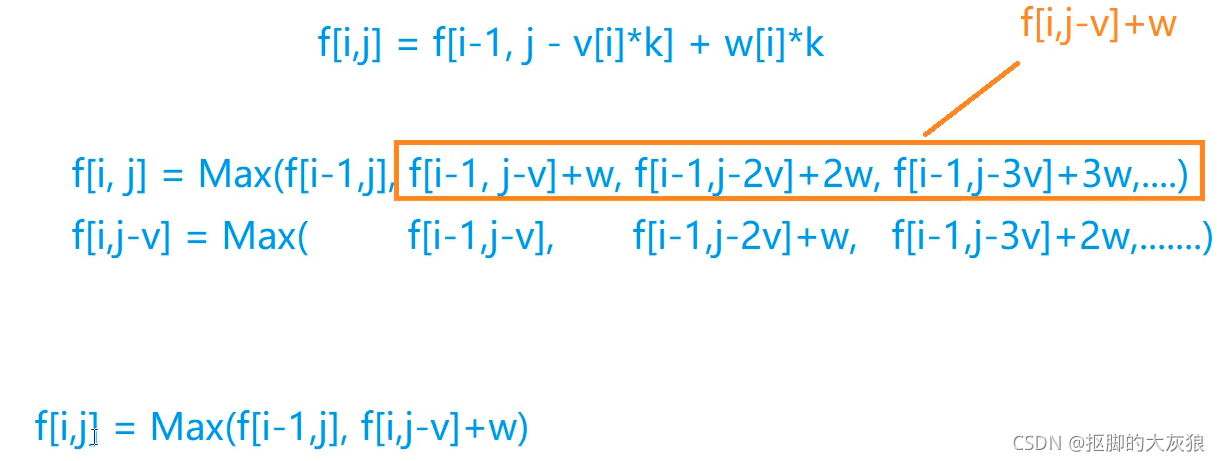 f[i,j-v]+w
f[i,j] = f[i-1, j - v[i]*k] + w[i]*k
f[i, j] = Max(f[i-1,j], f[i-1, j-v]+w, f[i-1,j-2v]+2w, f[i-1,j-3v]+3w,....)
f[i,j-v] = Max( f[i-1,j-v], f[i-1,j-2v]+w, f[i-1,j-3v]+2w,.......)
f[i,j] = Max(f[i-1,j], f[i,j-v]+w)
CSDN @抠脚的大灰狼